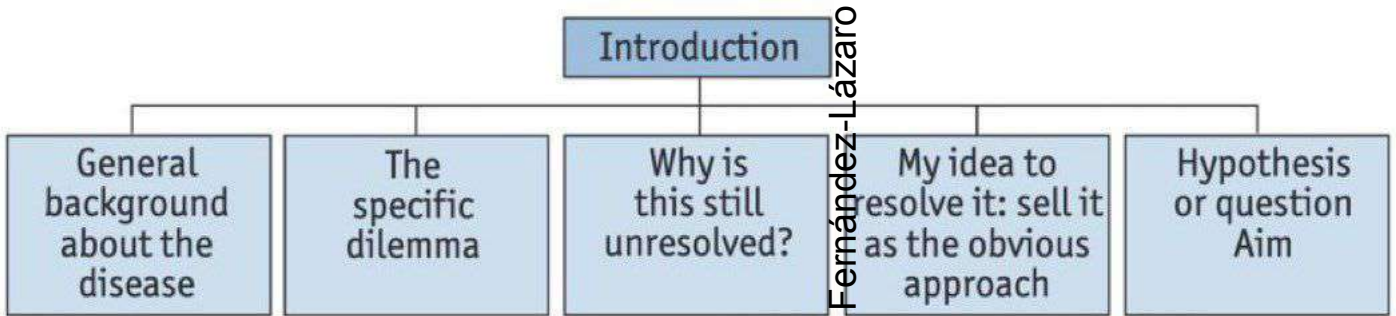 Introduction
General
background
about the
disease
The
specific
dilemma
Why is
this still
unresolved?
My idea to
resolve it: sell it
as the obvious
approach
Hypothesis
or question
Aim
Fernández-Lázaro